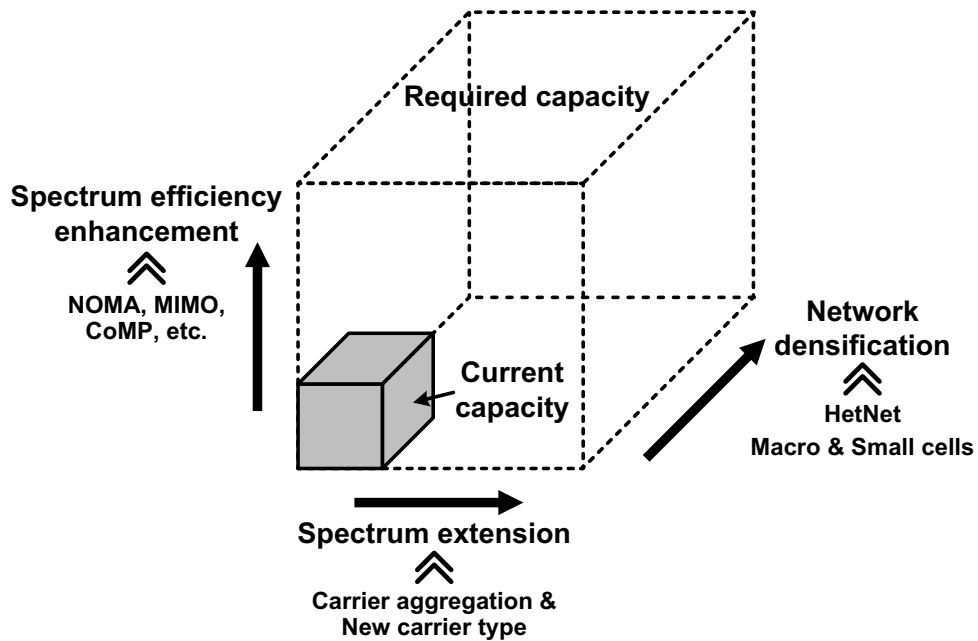 Required capacity
Spectrum efficiency
enhancement
NOMA, MIMO,
CoMP, etc.
Current
capacity
Network
densification
HetNet
Macro & Small cells
Spectrum extension
Carrier aggregation &
New carrier type